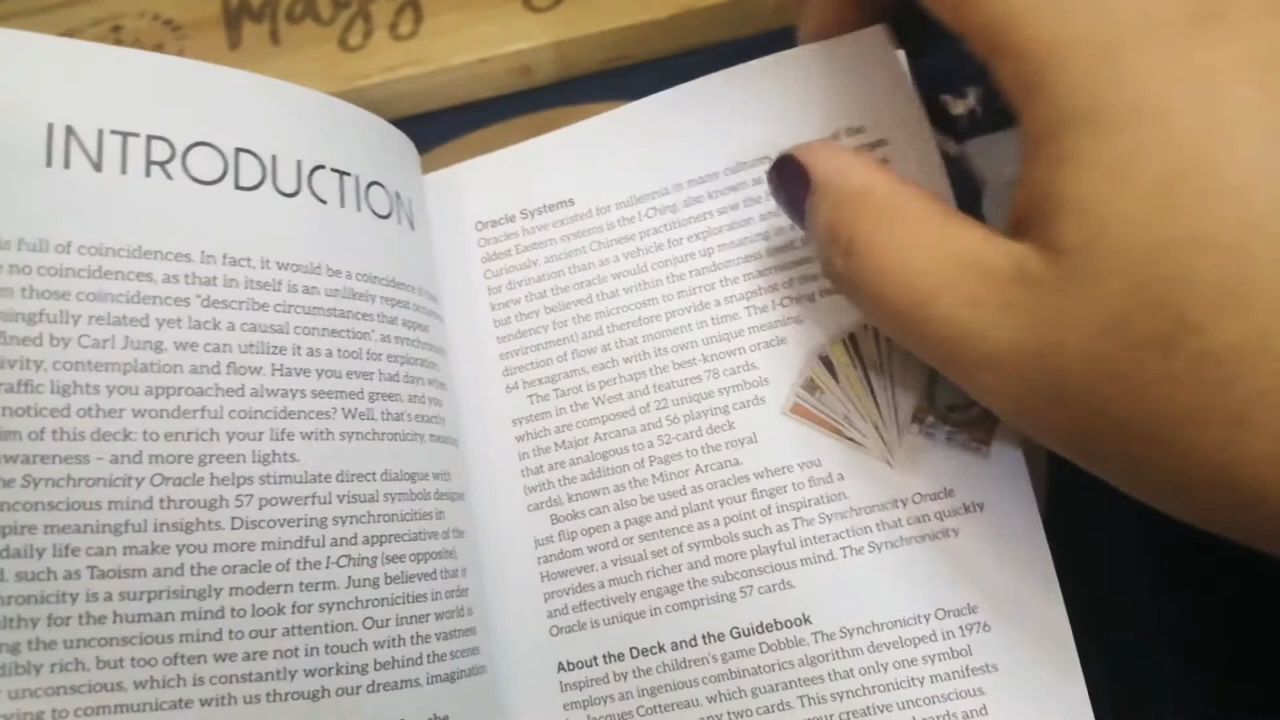 INTRODUCTION
is full of coincidences. In fact, it would be a coincidence
no coincidences, as that in itself is an unlikely repeat
those coincidences "describe circumstances that appear
ingfully related yet lack a causal connection", as
fined by Carl Jung, we can utilize it as a tool for exploration,
ivity, contemplation and flow. Have you ever had days when
raffic lights you approached always seemed green, and you
noticed other wonderful coincidences? Well, that's exactly
im of this deck: to enrich your life with synchronicity,
wareness – and more green lights.
he Synchronicity Oracle helps stimulate direct dialogue with
nconscious mind through 57 powerful visual symbols
pire meaningful insights. Discovering synchronicities in
daily life can make you more mindful and appreciative of the
d. such as Taoism and the oracle of the I-Ching (see opposite),
hronicity is a surprisingly modern term. Jung believed that it
lthy for the human mind to look for synchronicities in order
ng the unconscious mind to our attention. Our inner world is
dibly rich, but too often we are not in touch with the vastness
unconscious, which is constantly working behind the scenes
ying to communicate with us through our dreams, imagination
the
Oracle Systems
Oracles have existed for millennia in many of the
oldest Eastern systems is the I-Ching, also known as
Curiously, ancient Chinese practitioners saw the
for divination than as a vehicle for exploration and
knew that the oracle would conjure up meaning in
but they believed that within the randomness
tendency for the microcosm to mirror the
environment) and therefore provide a snapshot of
direction of flow at that moment in time. The I-Ching
64 hexagrams, each with its own unique meaning.
The Tarot is perhaps the best-known oracle
system in the West and features 78 cards,
which are composed of 22 unique symbols
in the Major Arcana and 56 playing cards
that are analogous to a 52-card deck
(with the addition of Pages to the royal
cards), known as the Minor Arcana.
Books can also be used as oracles where you
just flip open a page and plant your finger to find a
random word or sentence as a point of inspiration.
However, a visual set of symbols such as The Synchronicity Oracle
provides a much richer and more playful interaction that can quickly
and effectively engage the subconscious mind. The Synchronicity
Oracle is unique in comprising 57 cards.
About the Deck and the Guidebook
Inspired by the children's game Dobble, The Synchronicity Oracle
employs an ingenious combinatorics algorithm developed in 1976
Jacques Cottereau, which guarantees that only one symbol
any two cards. This synchronicity manifests
your creative unconscious.
cards and